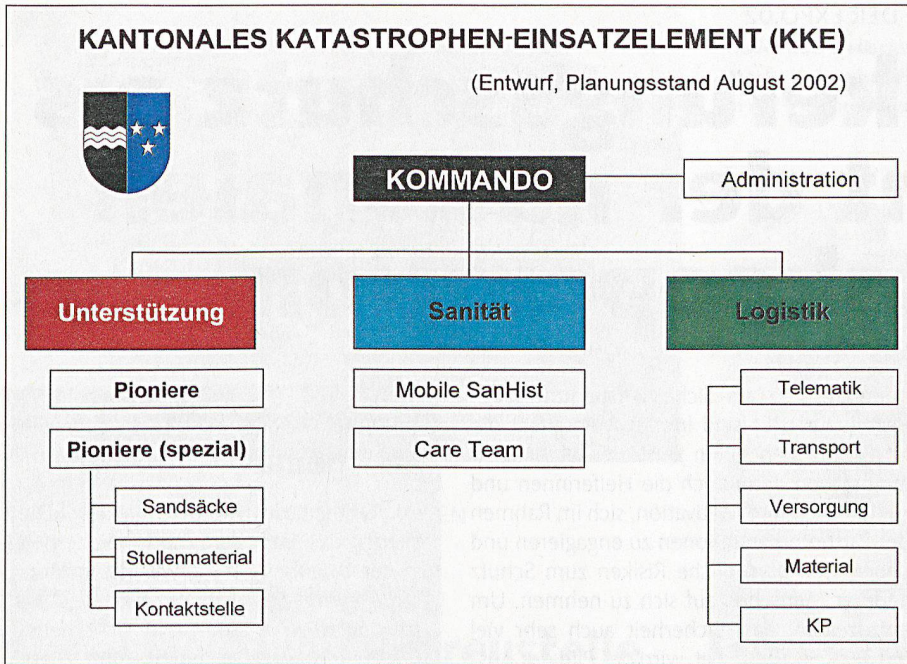 KANTONALES KATASTROPHEN-EINSATZELEMENT (KKE)
(Entwurf, Planungsstand August 2002)
KOMMANDO
Administration
Unterstützung
Sanität
Logistik
Pioniere
Pioniere (spezial)
Sandsäcke
Stollenmaterial
Kontaktstelle
Mobile SanHist
Care Team
Telematik
Transport
Versorgung
Material
KP